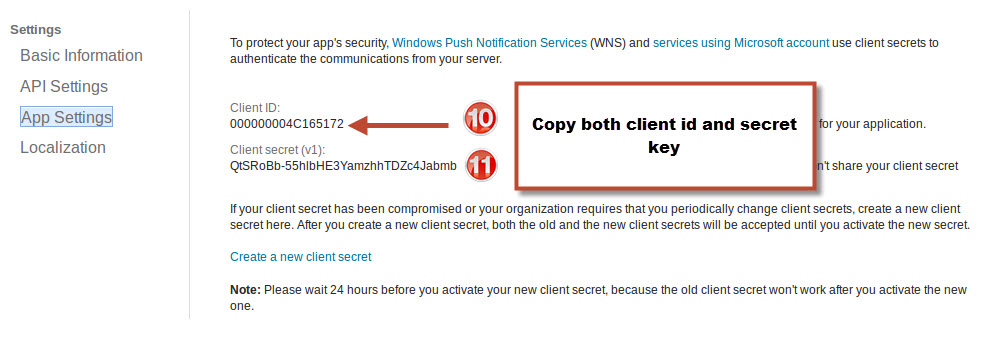 Settings
Basic Information
API Settings
App Settings
Localization
To protect your app's security, Windows Push Notification Services (WNS) and services using Microsoft account use client secrets to
authenticate the communications from your server.
Client ID:
000000004C165172
10
for your application.
Copy both client id and secret
key
Client secret (v1):
QtSRoBb-55hIbHE3YamzhhTDZc4Jabmb
11
n't share your client secret
If your client secret has been compromised or your organization requires that you periodically change client secrets, create a new client
secret here. After you create a new client secret, both the old and the new client secrets will be accepted until you activate the new secret.
Create a new client secret
Note: Please wait 24 hours before you activate your new client secret, because the old client secret won't work after you activate the new
one.